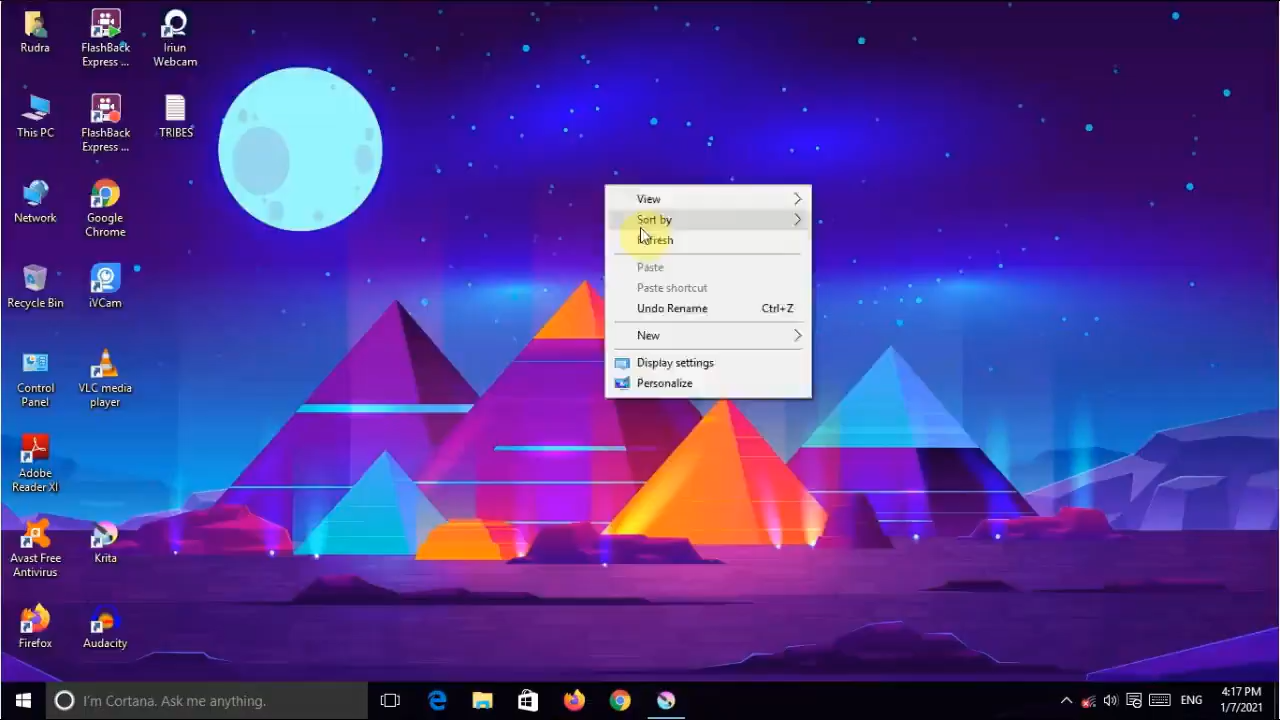 Rudra
FlashBack
Express ...
Iriun
Webcam
This PC
FlashBack
Express ...
TRIBES
Network
Google
Chrome
Recycle Bin
iVCam
Control
Panel
VLC media
player
Adobe
Reader XI
Avast Free
Antivirus
Krita
Firefox
Audacity
View
Sort by
Refresh
Paste
Paste shortcut
Undo Rename Ctrl+Z
New
Display settings
Personalize
I'm Cortana. Ask me anything.
ENG
4:17 PM
1/7/2021